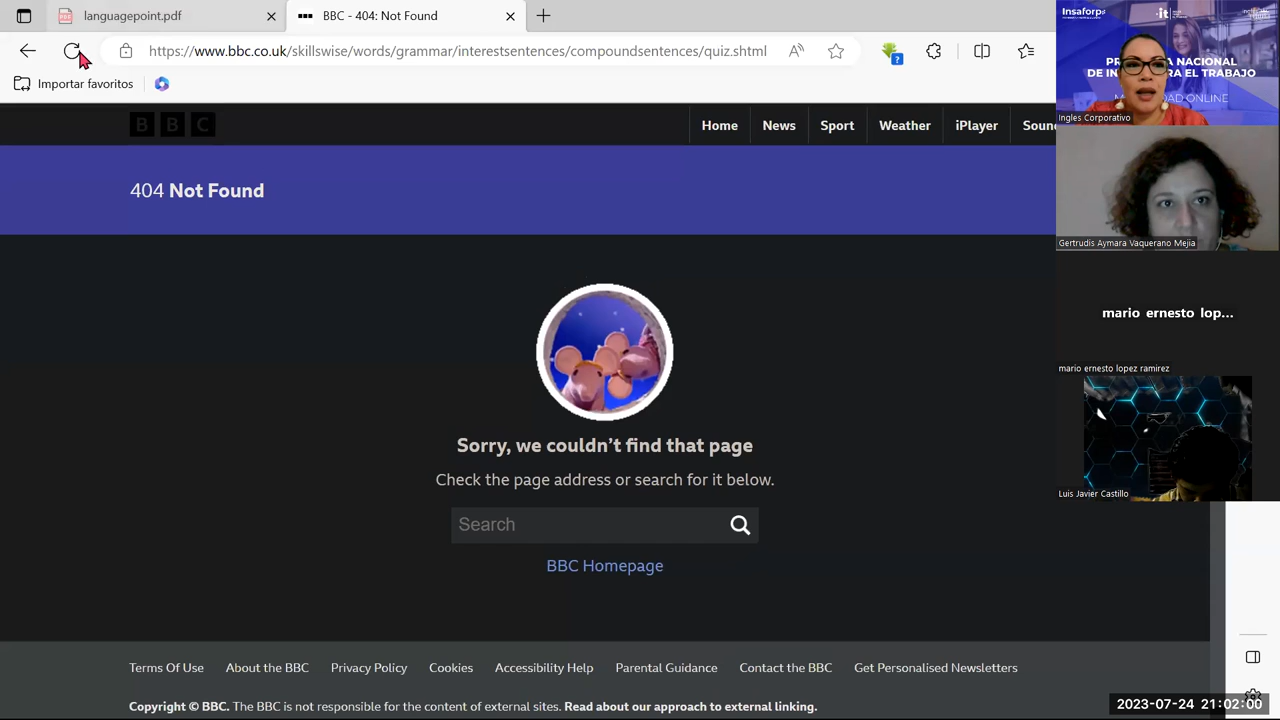 languagepoint.pdf
BBC - 404: Not Found
https://www.bbc.co.uk/skillswise/words/grammar/interestsentences/compoundsentences/quiz.shtml
Importar favoritos
BBC
Home
News
Sport
Weather
iPlayer
Soun
404 Not Found
Sorry, we couldn't find that page
Check the page address or search for it below.
Search
BBC Homepage
Terms Of Use
About the BBC
Privacy Policy
Cookies
Accessibility Help
Parental Guidance
Contact the BBC
Get Personalised Newsletters
Copyright © BBC. The BBC is not responsible for the content of external sites. Read about our approach to external linking.
Insaforp
NACIONAL
EL TRABAJO
ONLINE
Ingles Corporativo
Gertrudis Aymara Vaquerano Mejia
mario ernesto lop...
mario ernesto lopez ramirez
Luis Javier Castillo
2023-07-24 21:02:00